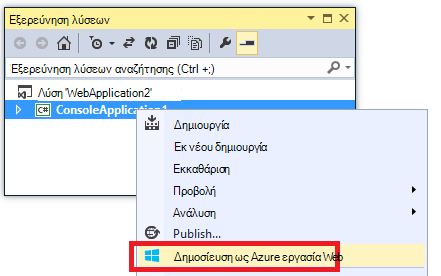 Εξερεύνηση λύσεων
Εξερεύνηση λύσεων αναζήτησης (Ctrl +;)
Λύση 'WebApplication2'
C# ConsoleApplication1
Δημιουργία
Εκ νέου δημιουργία
Εκκαθάριση
Προβολή
Ανάλυση
Publish...
Δημοσίευση ως Azure εργασία Web